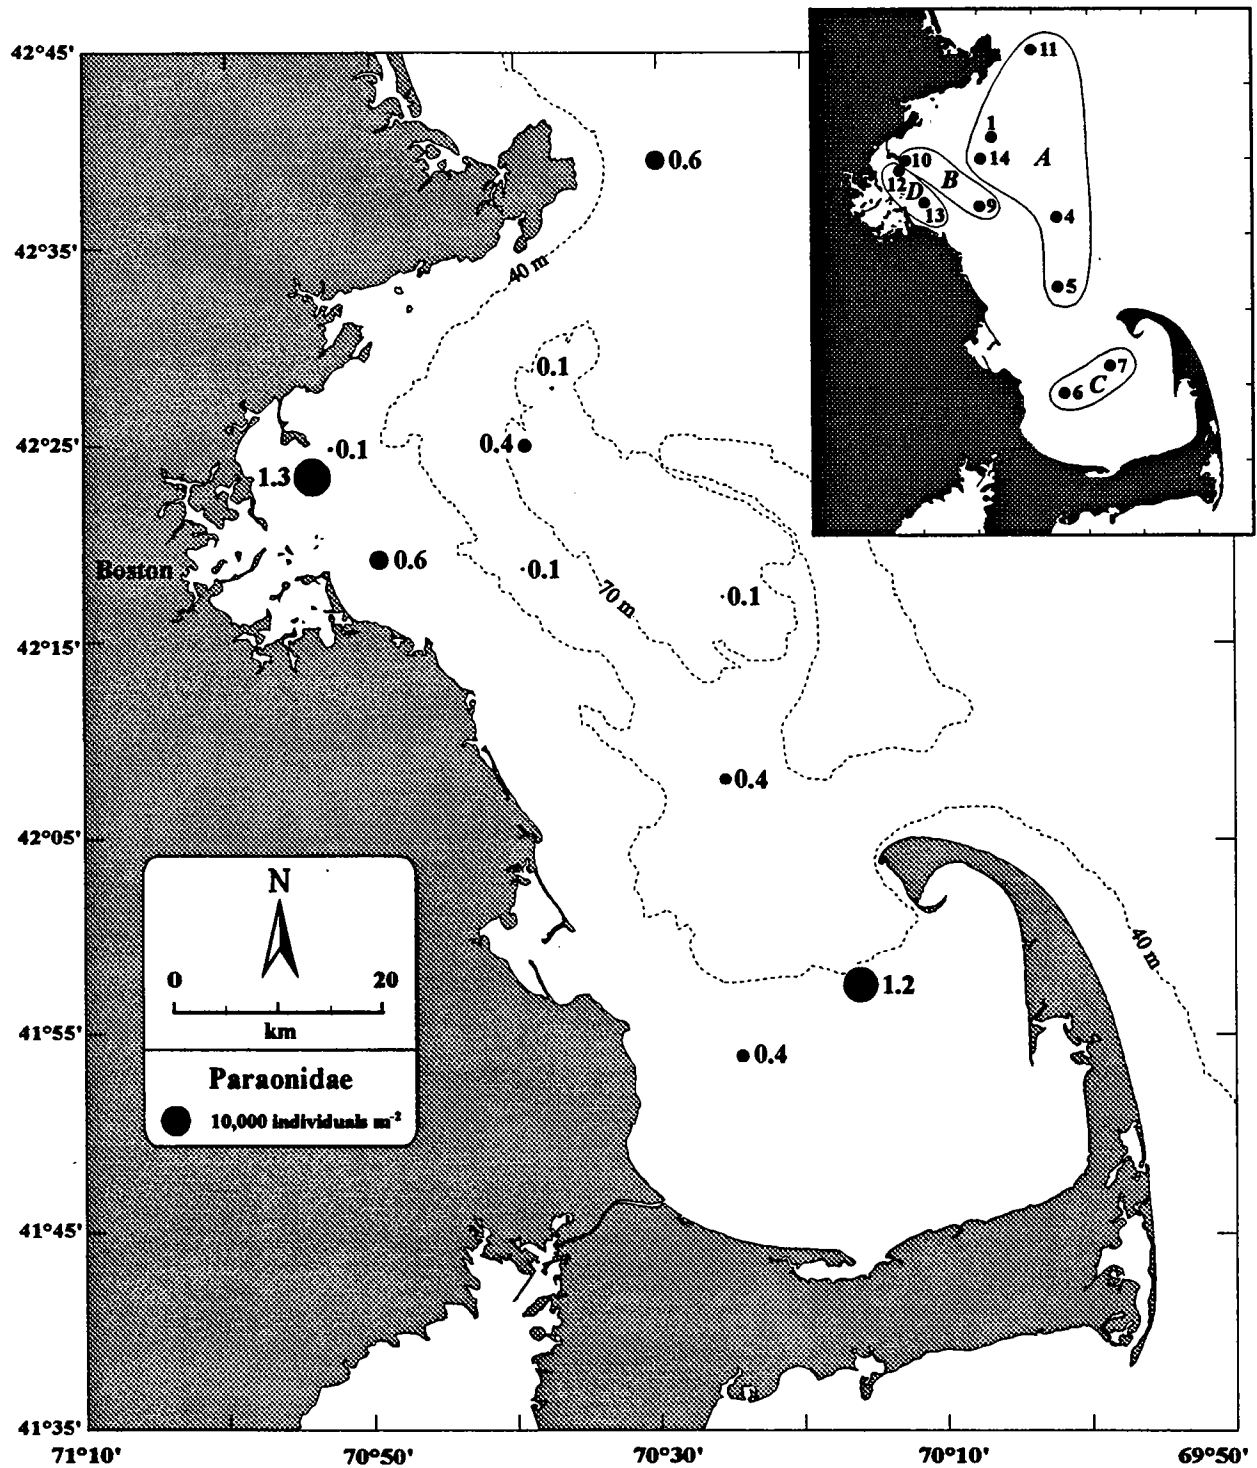 42°45'
11
1
14
A
10
B
12
D
9
13
4
5
7
6
C
0.6
42°35'
40 m
0.1
42°25'
0.4
0.1
1.3
0.6
Boston
0.1
70 m
0.1
42°15'
0.4
42°05'
N
0 20
km
40 m
1.2
41°55'
0.4
Paraonidae
10,000 individuals m⁻²
41°45'
41°35'
71°10' 70°50' 70°30' 70°10' 69°50'